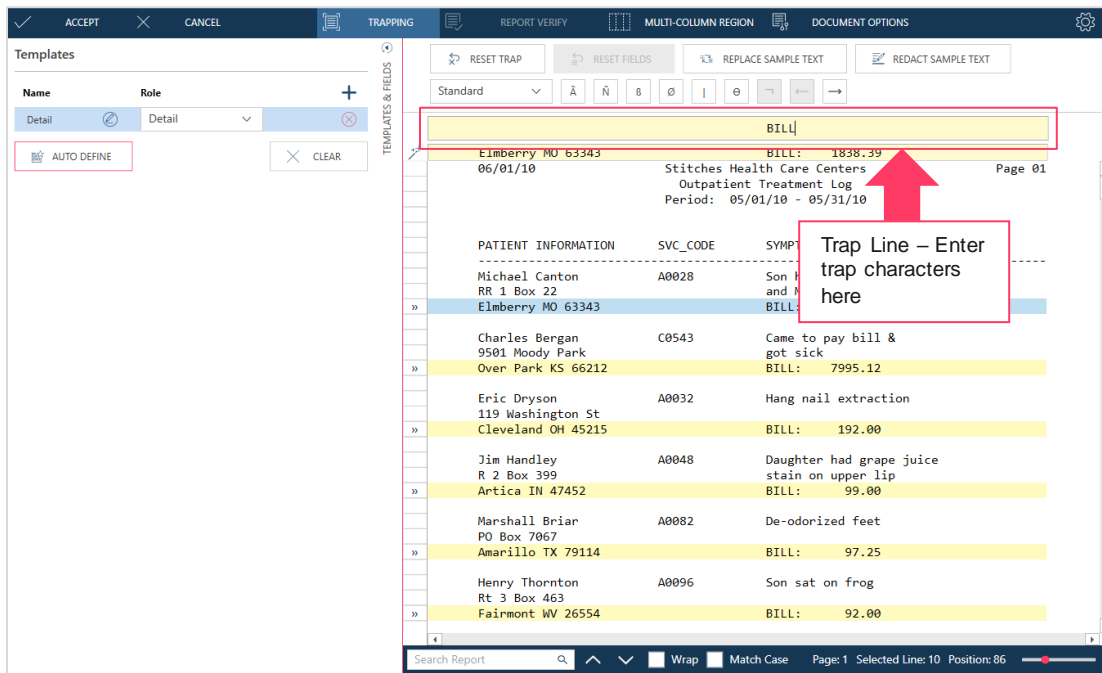 ACCEPT CANCEL TRAPPING REPORT VERIFY MULTI-COLUMN REGION DOCUMENT OPTIONS
Templates
Name Role
Detail Detail
AUTO DEFINE CLEAR
TEMPLATES & FIELDS
RESET TRAP RESET FIELDS REPLACE SAMPLE TEXT REDACT SAMPLE TEXT
Standard Ã Ñ ß Ø | ⊖ ¬ ← →
BILL
Elmberry MO 63343 BILL: 1838.39
06/01/10 Stitches Health Care Centers Page 01
Outpatient Treatment Log
Period: 05/01/10 - 05/31/10
PATIENT INFORMATION SVC_CODE SYMPT
Michael Canton A0028 Son
RR 1 Box 22 and
» Elmberry MO 63343 BILL:
Trap Line – Enter
trap characters
here
Charles Bergan C0543 Came to pay bill &
9501 Moody Park got sick
» Over Park KS 66212 BILL: 7995.12
Eric Dryson A0032 Hang nail extraction
119 Washington St
» Cleveland OH 45215 BILL: 192.00
Jim Handley A0048 Daughter had grape juice
R 2 Box 399 stain on upper lip
» Artica IN 47452 BILL: 99.00
Marshall Briar A0082 De-odorized feet
PO Box 7067
» Amarillo TX 79114 BILL: 97.25
Henry Thornton A0096 Son sat on frog
Rt 3 Box 463
» Fairmont WV 26554 BILL: 92.00
Search Report Wrap Match Case Page: 1 Selected Line: 10 Position: 86